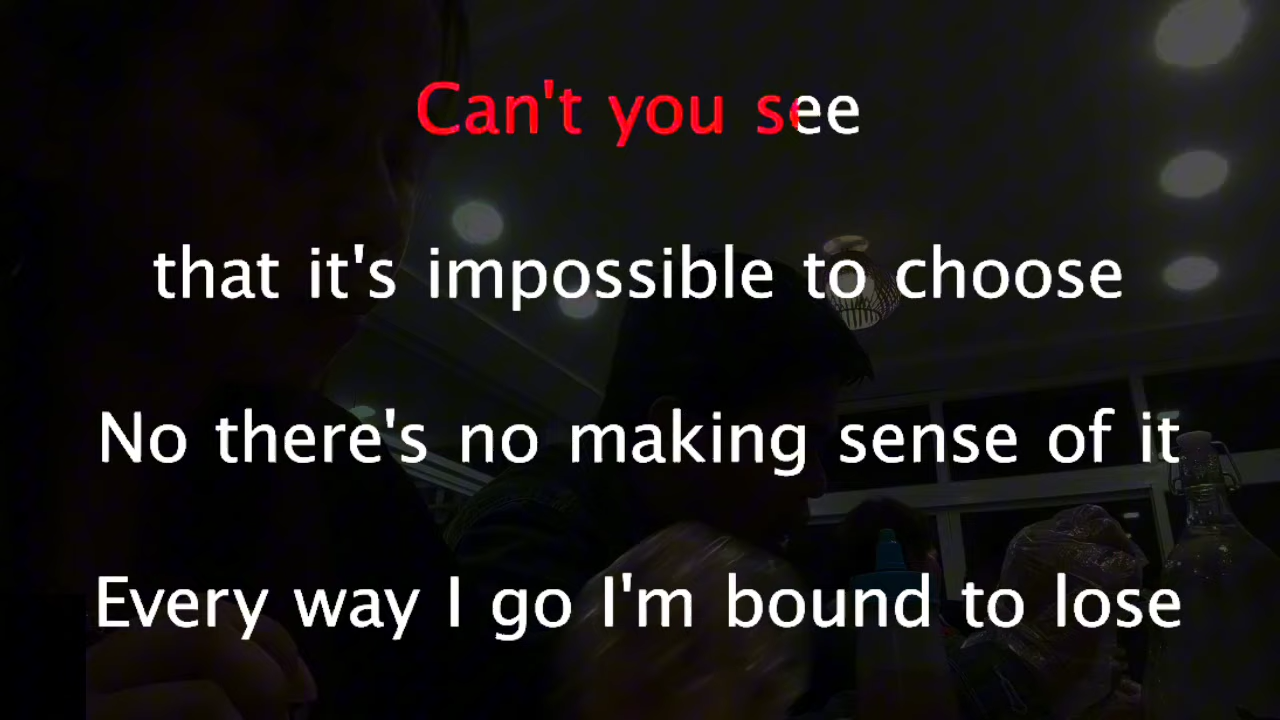 Can't you see
that it's impossible to choose
No there's no making sense of it
Every way I go I'm bound to lose